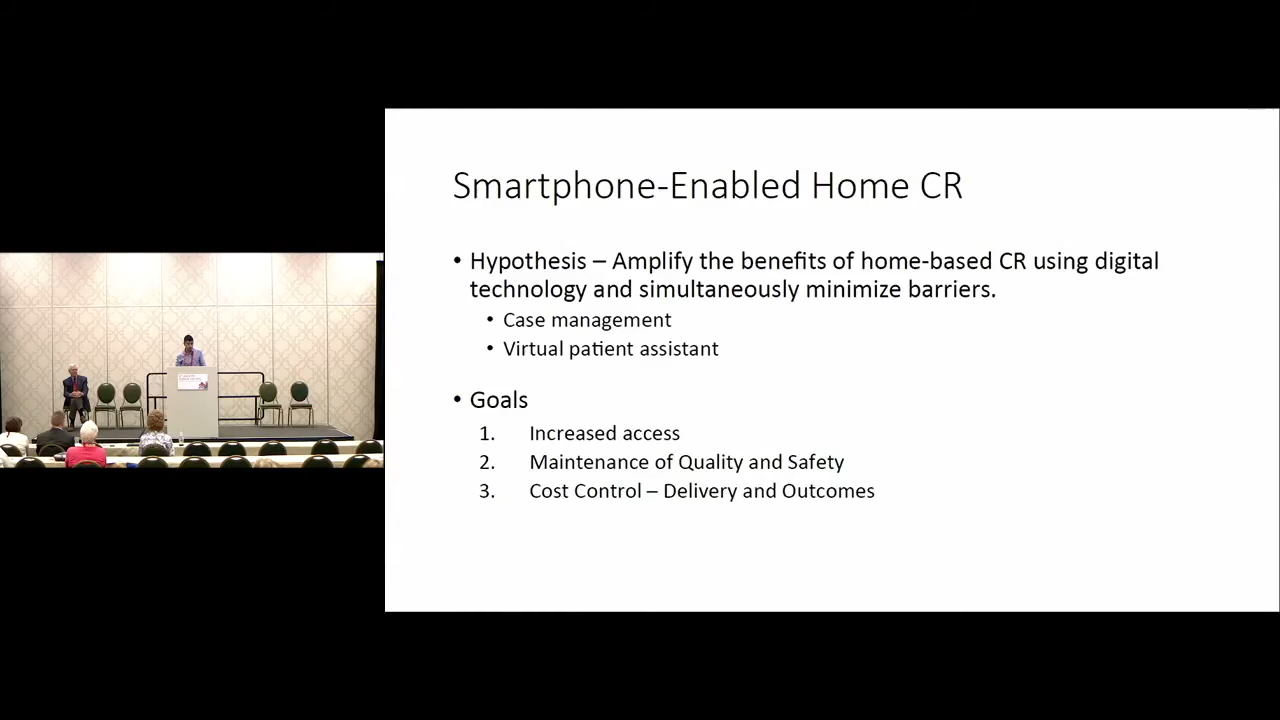 Smartphone-Enabled Home CR
• Hypothesis – Amplify the benefits of home-based CR using digital
technology and simultaneously minimize barriers.
• Case management
• Virtual patient assistant
• Goals
1. Increased access
2. Maintenance of Quality and Safety
3. Cost Control – Delivery and Outcomes